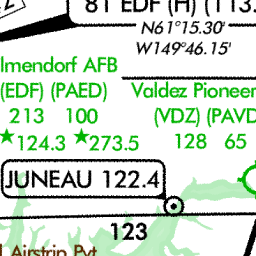 81 EDF (H) (113.
N61°15.30'
W149°46.15'
lmendorf AFB
(EDF) (PAED)
213 100
★124.3 ★273.5
Valdez Pioneer
(VDZ) (PAVD
128 65
JUNEAU 122.4
123
Airstrip Pvt